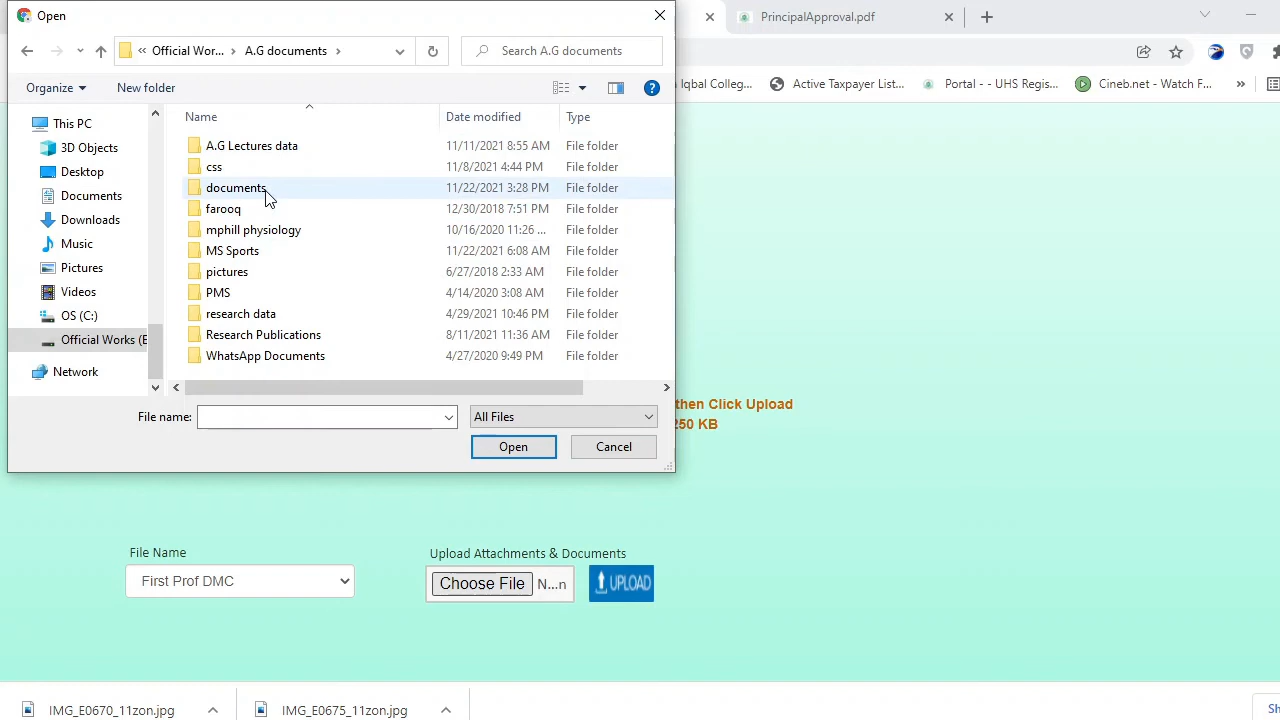 Open
PrincipalApproval.pdf
« Official Wor... > A.G documents >
Search A.G documents
Organize
New folder
Iqbal Colleg...
Active Taxpayer List...
Portal - - UHS Regis...
Cineb.net - Watch F...
»
Name
Date modified
Type
This PC
3D Objects
Desktop
Documents
Downloads
Music
Pictures
Videos
OS (C:)
Official Works (E
Network
A.G Lectures data 11/11/2021 8:55 AM File folder
css 11/8/2021 4:44 PM File folder
documents 11/22/2021 3:28 PM File folder
farooq 12/30/2018 7:51 PM File folder
mphill physiology 10/16/2020 11:26 ... File folder
MS Sports 11/22/2021 6:08 AM File folder
pictures 6/27/2018 2:33 AM File folder
PMS 4/14/2020 3:08 AM File folder
research data 4/29/2021 10:46 PM File folder
Research Publications 8/11/2021 11:36 AM File folder
WhatsApp Documents 4/27/2020 9:49 PM File folder
File name:
All Files
Open
Cancel
then Click Upload
250 KB
File Name
First Prof DMC
Upload Attachments & Documents
Choose File N...n
UPLOAD
IMG_E0670_11zon.jpg
IMG_E0675_11zon.jpg
Sh